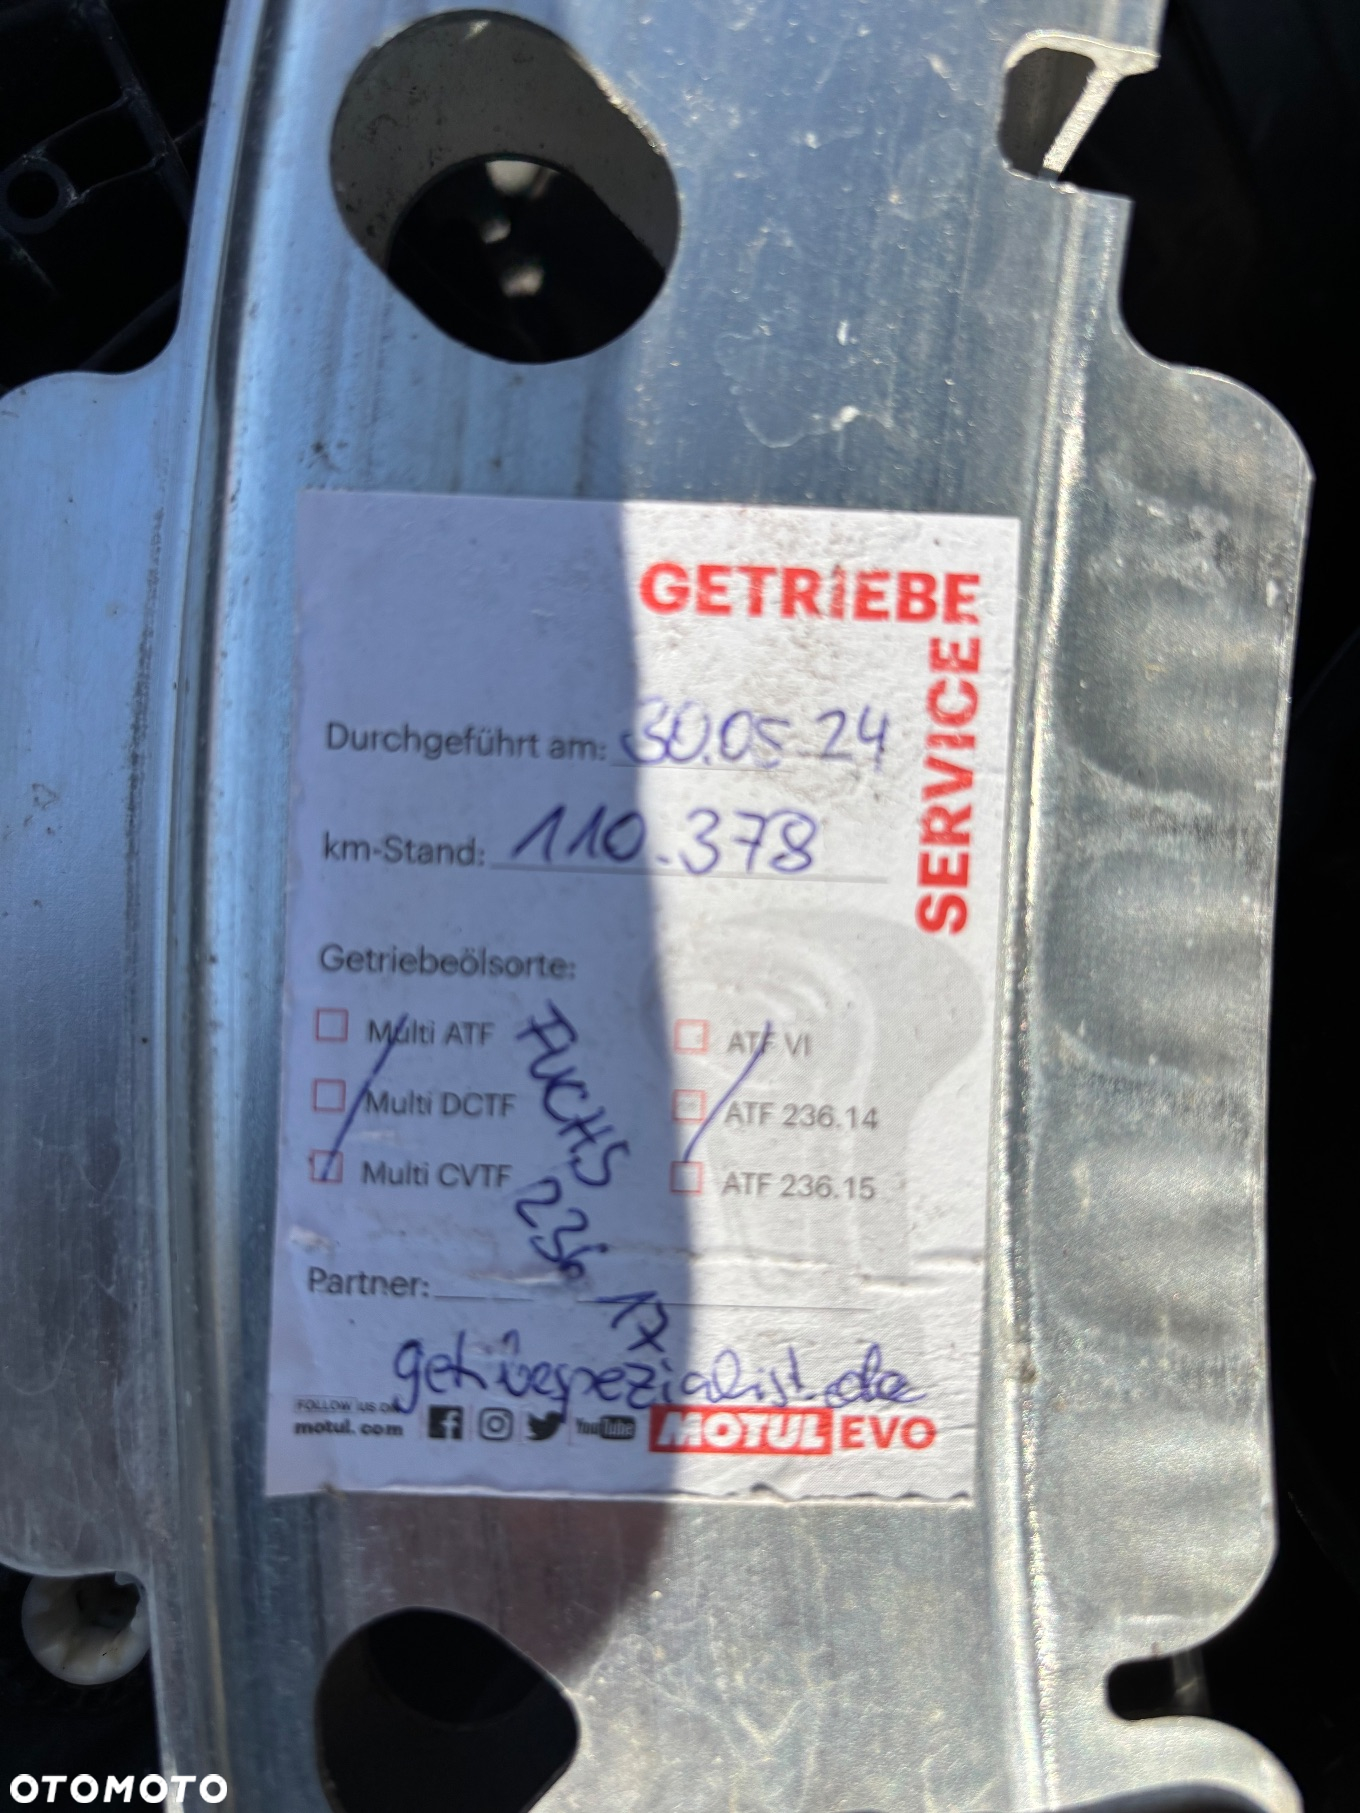 GETRIEBE
SERVICE
Durchgeführt am: 30.05.24
km-Stand: 110.378
Getriebeölsorte:
Multi ATF
ATF VI
Multi DCTF
ATF 236.14
Multi CVTF
ATF 236.15
FUCHS
236 17
Partner:
getriebespezialist.de
FOLLOW US ON
motul.com
YouTube
MOTUL EVO
OTOMOTO